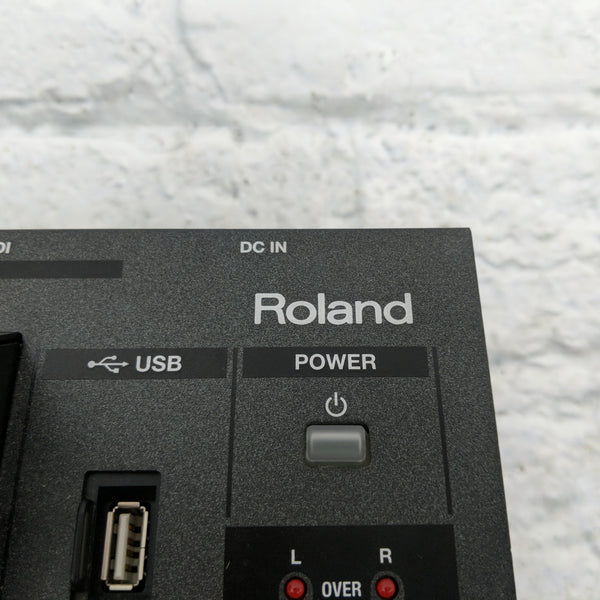 DC IN
Roland
USB
POWER
L R
OVER